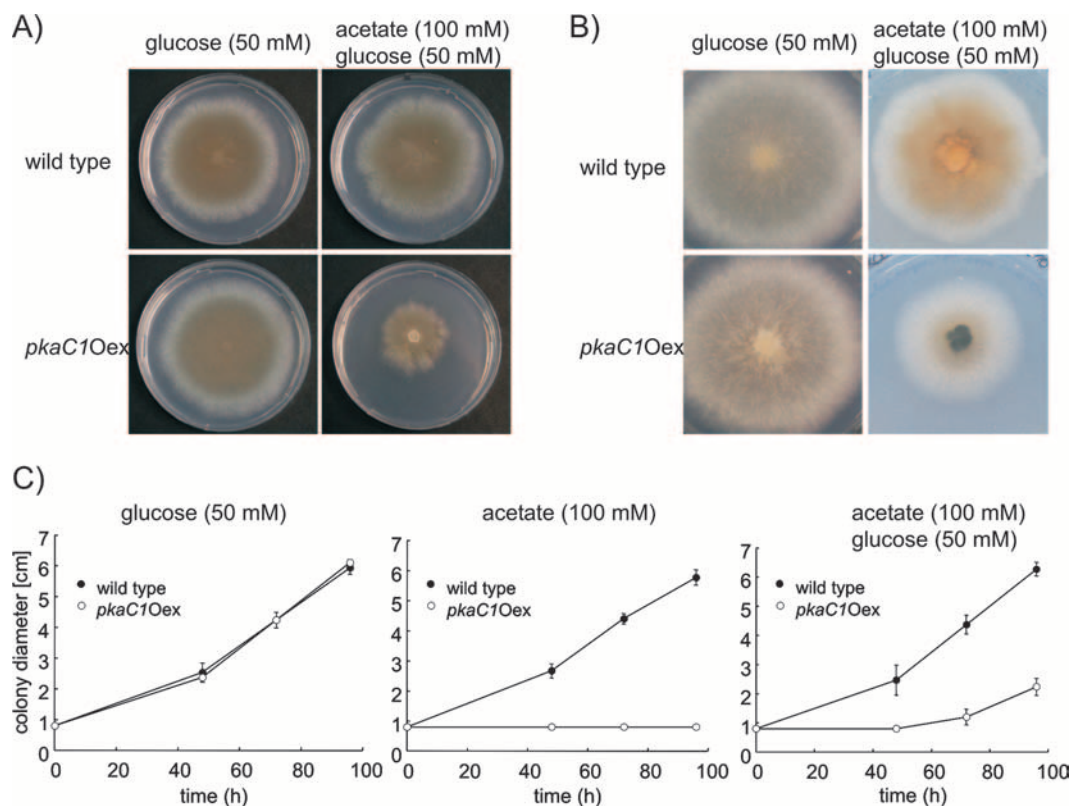 A)
glucose (50 mM)
acetate (100 mM)
glucose (50 mM)
wild type
pkaC1Oex
B)
glucose (50 mM)
acetate (100 mM)
glucose (50 mM)
wild type
pkaC1Oex
C)
glucose (50 mM)
colony diameter [cm]
7
6
5
4
3
2
1
0
wild type
pkaC1Oex
0 20 40 60 80 100
time (h)
acetate (100 mM)
7
6
5
4
3
2
1
0
wild type
pkaC1Oex
0 20 40 60 80 100
time (h)
acetate (100 mM)
glucose (50 mM)
7
6
5
4
3
2
1
0
wild type
pkaC1Oex
0 20 40 60 80 100
time (h)